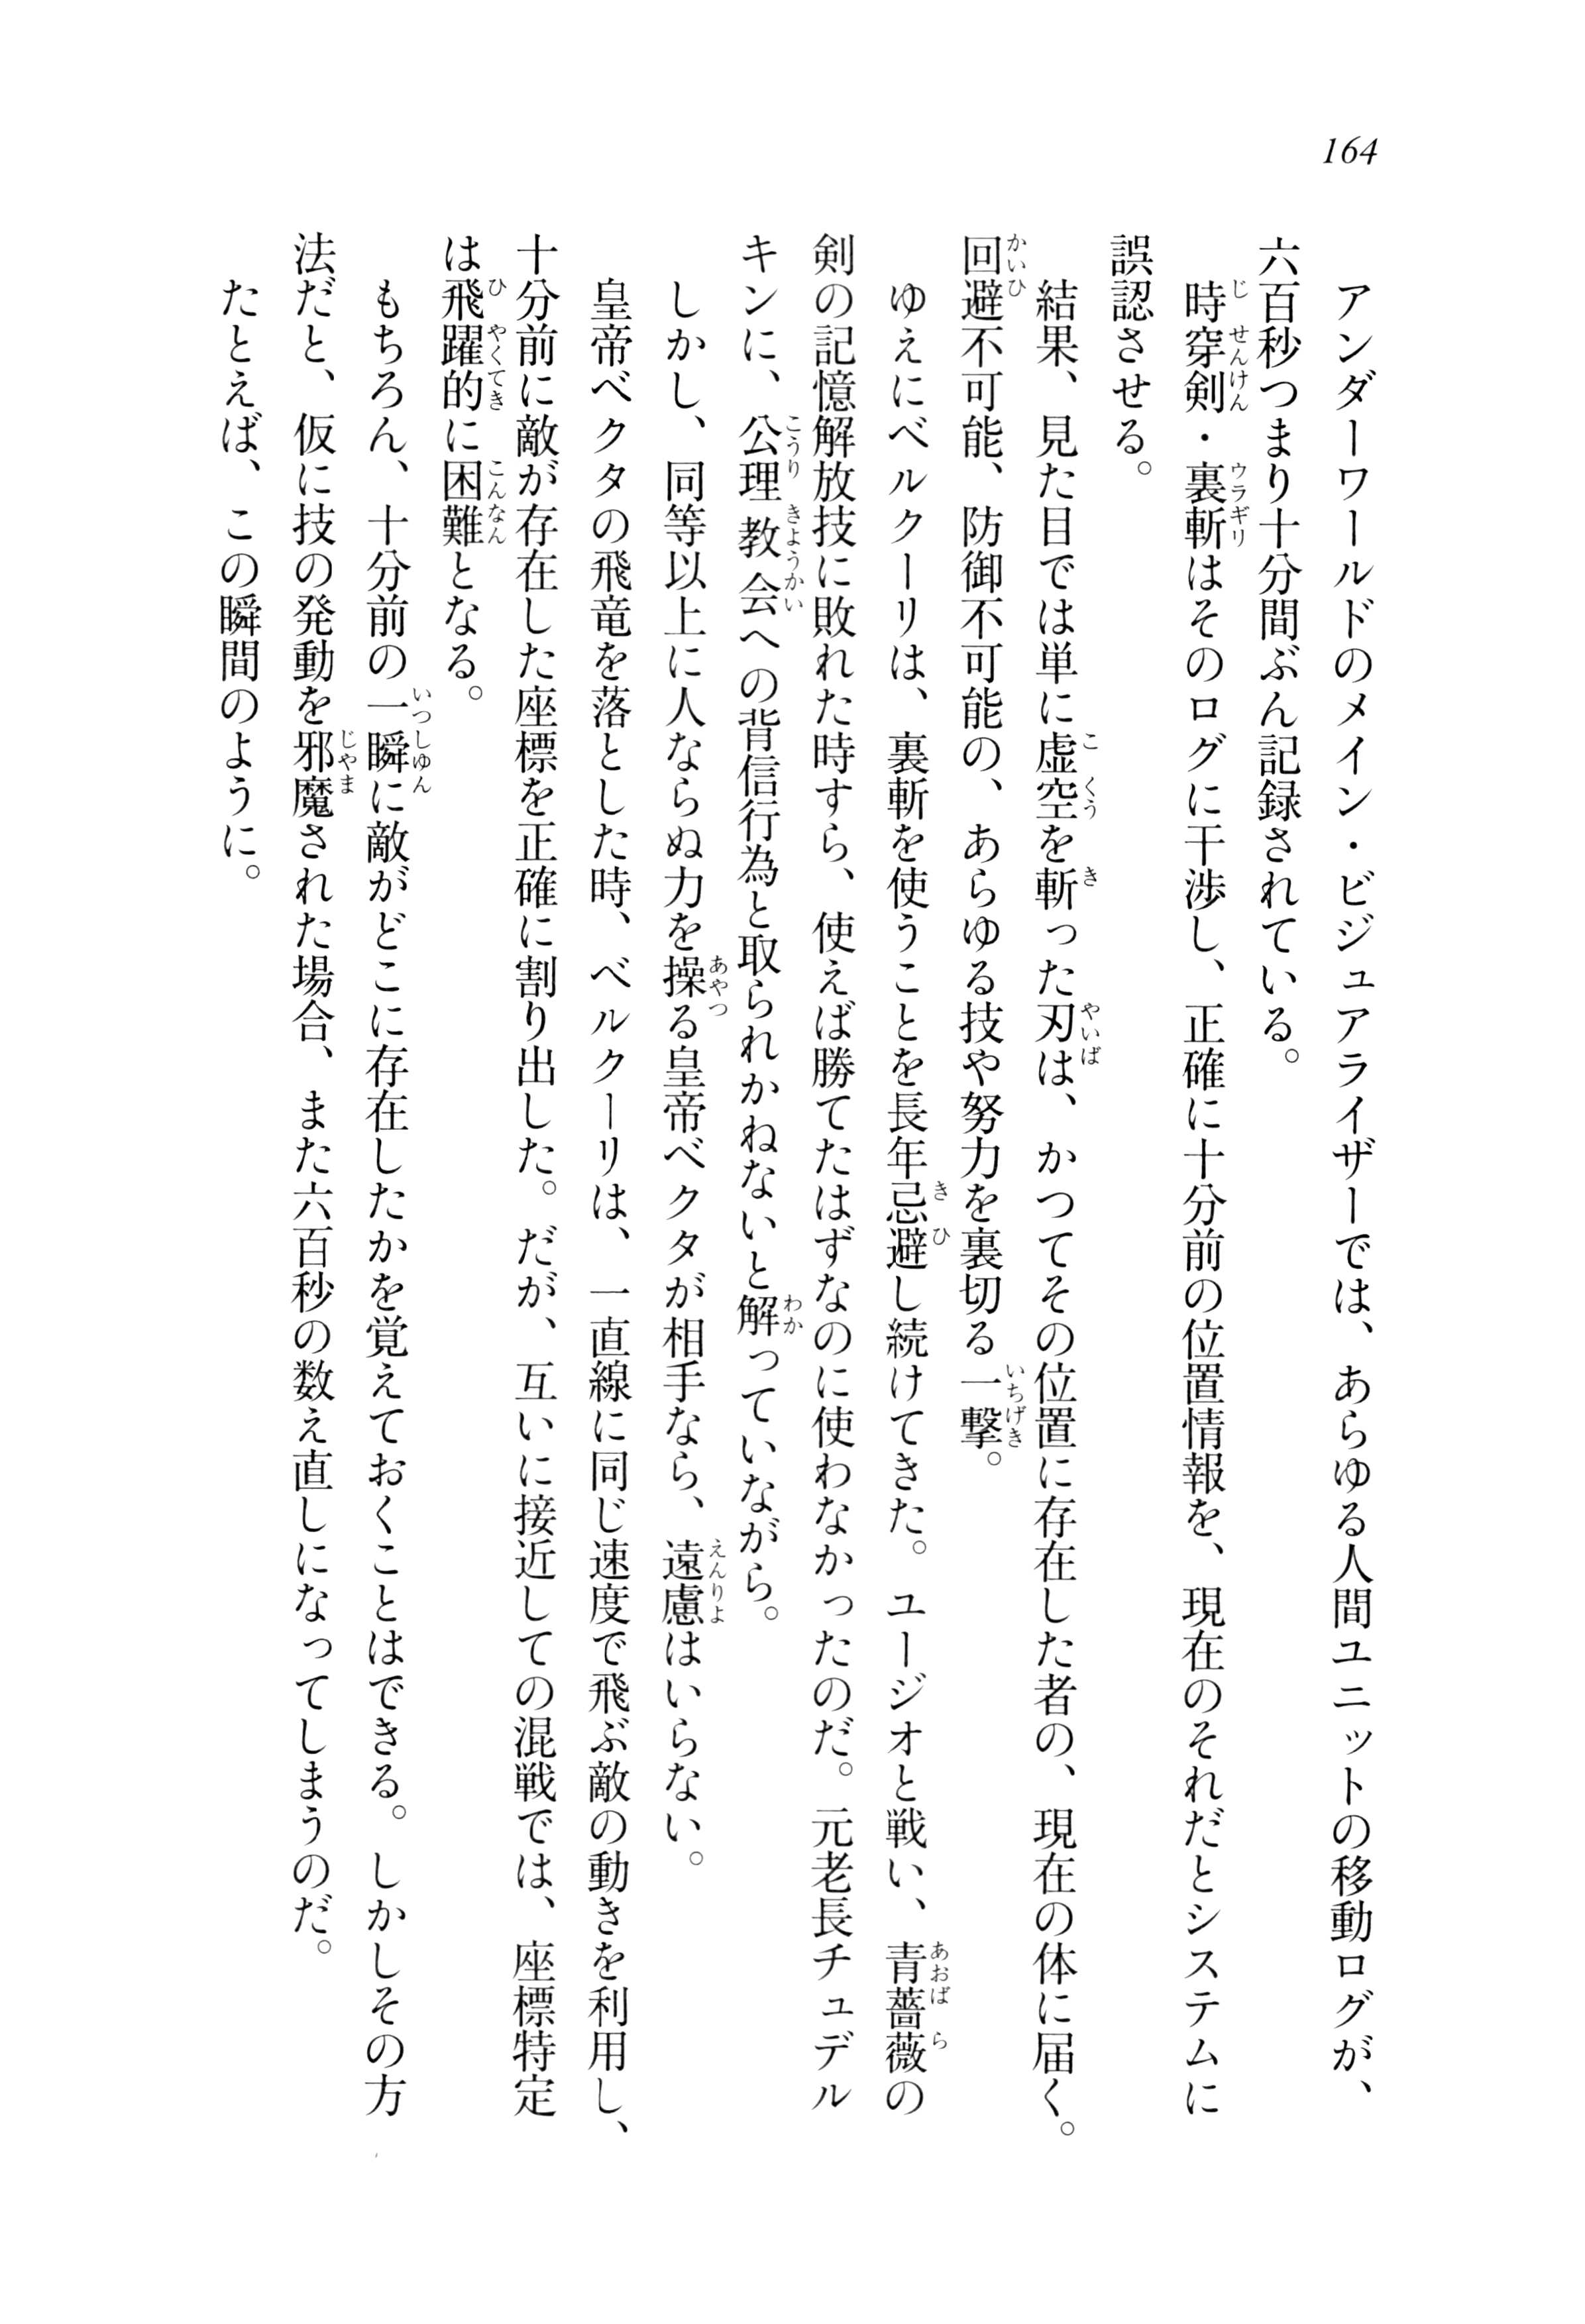 164
アンダーワールドのメイン・ビジュアライザーでは、あらゆる人間ユニットの移動ログが、
六百秒つまり十分間ぶん記録されている。
時穿剣・裏斬はそのログに干渉し、正確に十分前の位置情報を、現在のそれだとシステムに
誤認させる。
結果、見た目では単に虚空を斬った刃は、かつてその位置に存在した者の、現在の体に届く。
回避不可能、防御不可能の、あらゆる技や努力を裏切る一撃。
ゆえにベルクーリは、裏斬を使うことを長年忌避し続けてきた。ユージオと戦い、青薔薇の
剣の記憶解放技に敗れた時すら、使えば勝てたはずなのに使わなかったのだ。元老長チュデル
キンに、公理教会への背信行為と取られかねないと解っていながら。
しかし、同等以上に人ならぬ力を操る皇帝ベクタが相手なら、遠慮はいらない。
皇帝ベクタの飛竜を落とした時、ベルクーリは、一直線に同じ速度で飛ぶ敵の動きを利用し、
十分前に敵が存在した座標を正確に割り出した。だが、互いに接近しての混戦では、座標特定
は飛躍的に困難となる。
もちろん、十分前の一瞬に敵がどこに存在したかを覚えておくことはできる。しかしその方
法だと、仮に技の発動を邪魔された場合、また六百秒の数え直しになってしまうのだ。
たとえば、この瞬間のように。